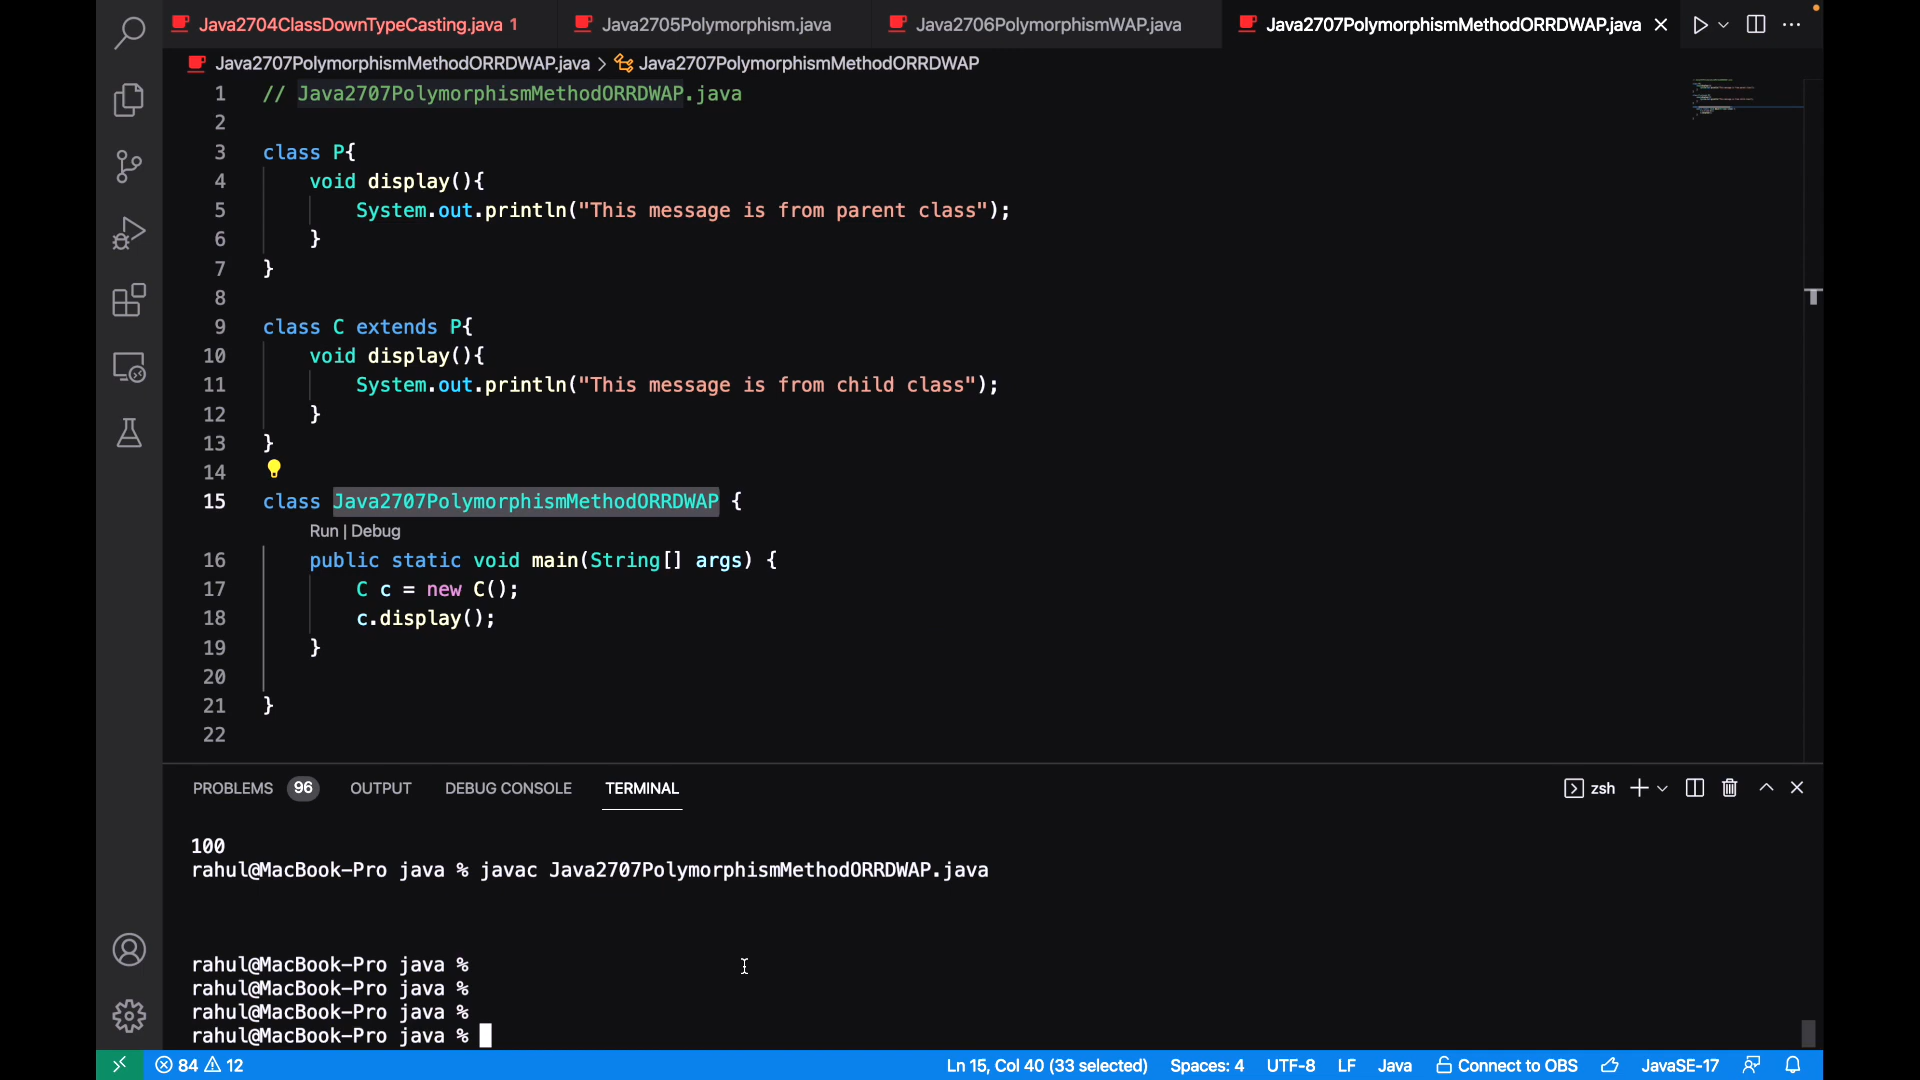 Java2704ClassDownTypeCasting.java 1 Java2705Polymorphism.java Java2706PolymorphismWAP.java Java2707PolymorphismMethodORRDWAP.java
Java2707PolymorphismMethodORRDWAP.java > Java2707PolymorphismMethodORRDWAP
1 // Java2707PolymorphismMethodORRDWAP.java
2
3 class P{
4 void display(){
5 System.out.println("This message is from parent class");
6 }
7 }
8
9 class C extends P{
10 void display(){
11 System.out.println("This message is from child class");
12 }
13 }
14
15 class Java2707PolymorphismMethodORRDWAP {
Run | Debug
16 public static void main(String[] args) {
17 C c = new C();
18 c.display();
19 }
20
21 }
22
PROBLEMS 96 OUTPUT DEBUG CONSOLE TERMINAL zsh
100
rahul@MacBook-Pro java % javac Java2707PolymorphismMethodORRDWAP.java
rahul@MacBook-Pro java %
rahul@MacBook-Pro java %
rahul@MacBook-Pro java %
rahul@MacBook-Pro java %
84 12 Ln 15, Col 40 (33 selected) Spaces: 4 UTF-8 LF Java Connect to OBS JavaSE-17